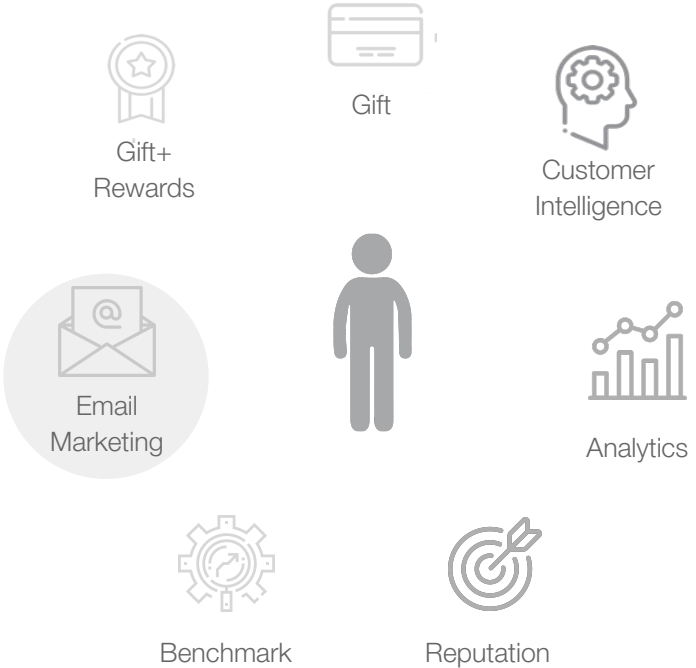 Gift
Gift+
Rewards
Customer
Intelligence
@
Email
Marketing
Analytics
Benchmark
Reputation